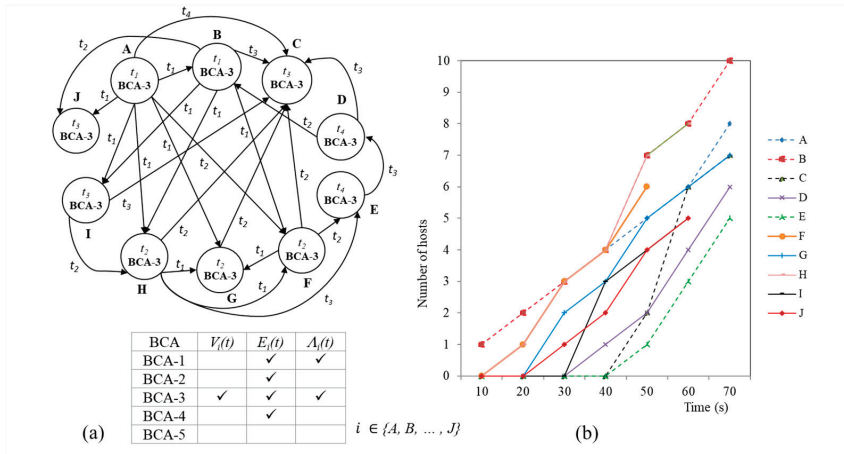 t4
A
B
C
t2
t1
t3
t1
BCA-3
t1
BCA-3
t3
BCA-3
J
t1
D
t3
BCA-3
t1
t1
t1
t2
t2
t4
BCA-3
t1
t2
t1
t2
t3
t3
BCA-3
I
t3
t4
BCA-3
E
t2
t2
t2
BCA-3
t2
t1
t2
BCA-3
t1
t2
BCA-3
t2
H
G
F
t1
t3
BCA Vi(t) Ei(t) Λi(t)
BCA-1 ✓ ✓
BCA-2 ✓
BCA-3 ✓ ✓ ✓
BCA-4 ✓
BCA-5
i ∈ {A, B, ... , J}
(a)
10
9
8
7
6
5
4
3
2
1
0
Number of hosts
10 20 30 40 50 60 70
Time (s)
A
B
C
D
E
F
G
H
I
J
(b)